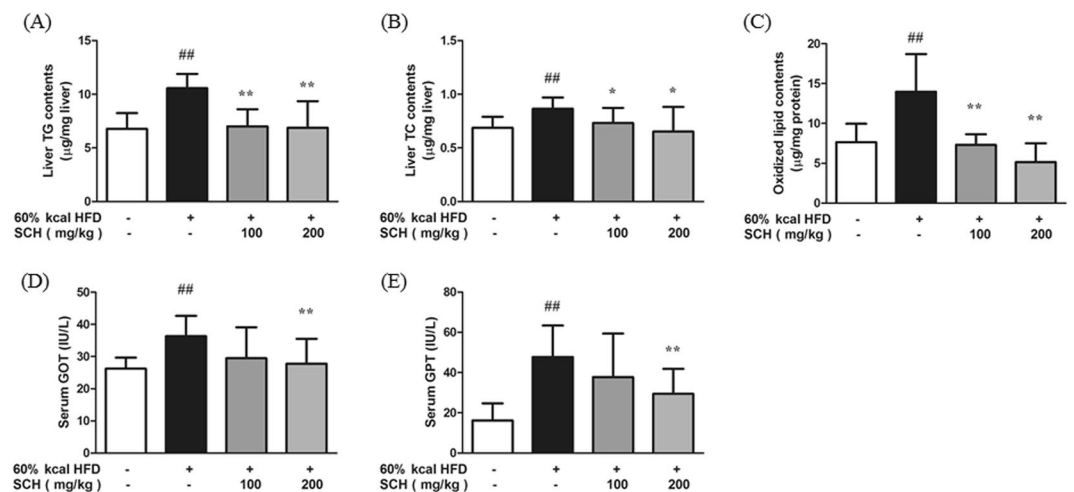 (A)
Liver TG contents
(µg/mg liver)
15
10
5
0
##
**
**
60% kcal HFD - + + +
SCH ( mg/kg ) - - 100 200
(B)
Liver TC contents
(µg/mg liver)
1.5
1.0
0.5
0.0
##
*
*
60% kcal HFD - + + +
SCH ( mg/kg ) - - 100 200
(C)
Oxidized lipid contents
(µg/mg protein)
20
15
10
5
0
##
**
**
60% kcal HFD - + + +
SCH ( mg/kg ) - - 100 200
(D)
Serum GOT (IU/L)
50
40
30
20
10
0
##
**
60% kcal HFD - + + +
SCH ( mg/kg ) - - 100 200
(E)
Serum GPT (IU/L)
80
60
40
20
0
##
**
60% kcal HFD - + + +
SCH ( mg/kg ) - - 100 200